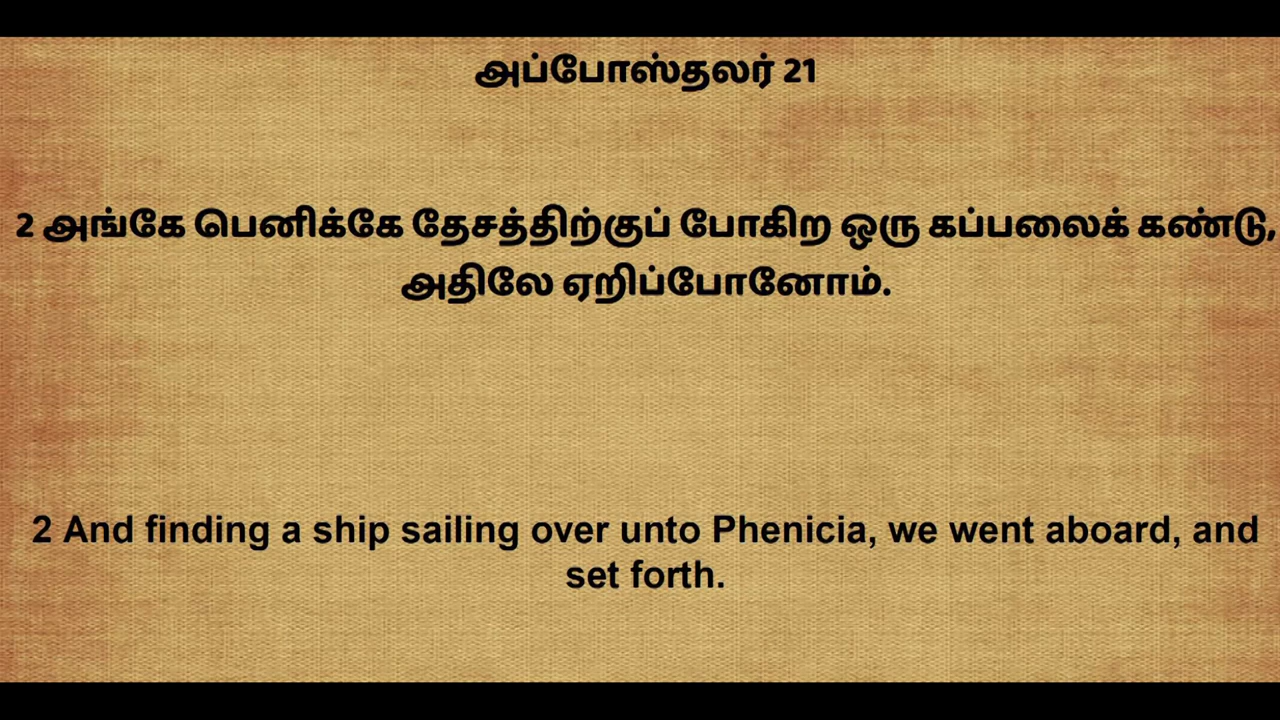 அப்போஸ்தலர் 21
2 அங்கே பெனிக்கே தேசத்திற்குப் போகிற ஒரு கப்பலைக் கண்டு,
அதிலே ஏறிப்போனோம்.
2 And finding a ship sailing over unto Phenicia, we went aboard, and
set forth.